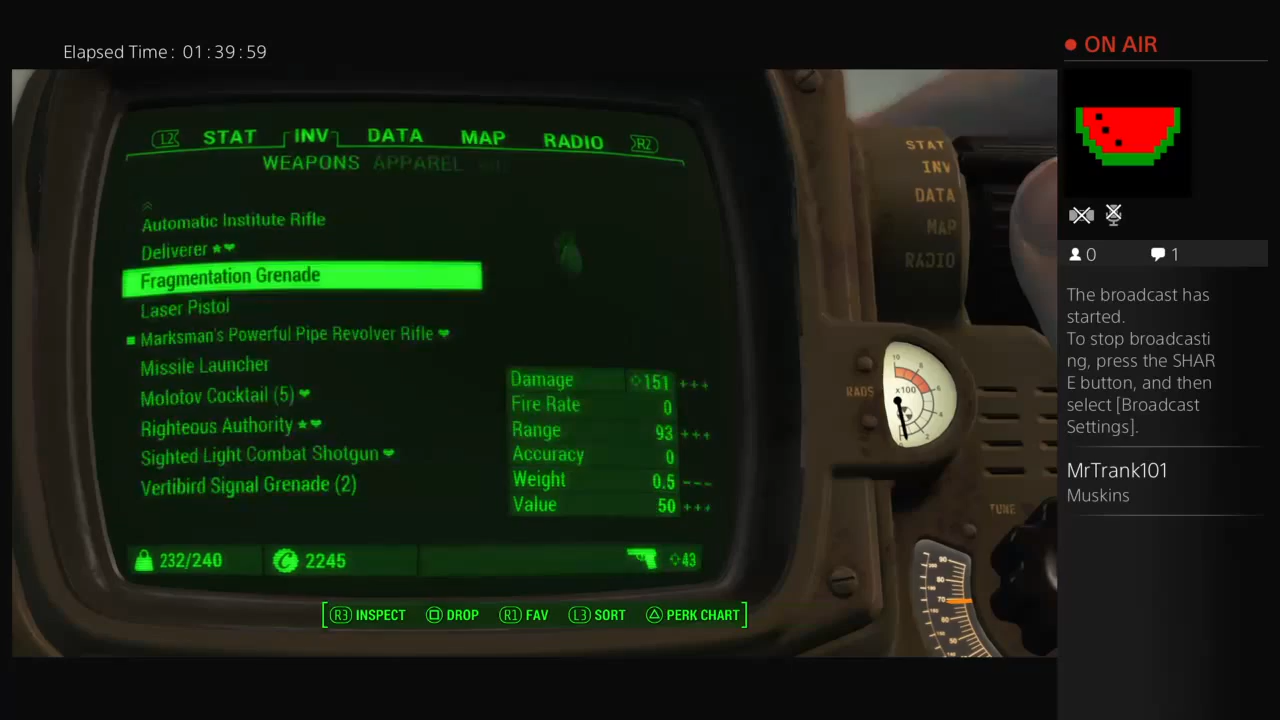 Elapsed Time: 01:39:59
ON AIR
L2 STAT INV DATA MAP RADIO R2
WEAPONS APPAREL
Automatic Institute Rifle
Deliverer
Fragmentation Grenade
Laser Pistol
Marksman's Powerful Pipe Revolver Rifle
Missile Launcher
Molotov Cocktail (5)
Righteous Authority
Sighted Light Combat Shotgun
Vertibird Signal Grenade (2)
Damage 151 +++
Fire Rate 0
Range 93 +++
Accuracy 0
Weight 0.5 ---
Value 50 +++
232/240 2245 43
R3 INSPECT DROP R1 FAV L3 SORT PERK CHART
STAT
INV
DATA
MAP
RADIO
RADS
x100
TUNE
0 1
The broadcast has
started.
To stop broadcasti
ng, press the SHAR
E button, and then
select [Broadcast
Settings].
MrTrank101
Muskins